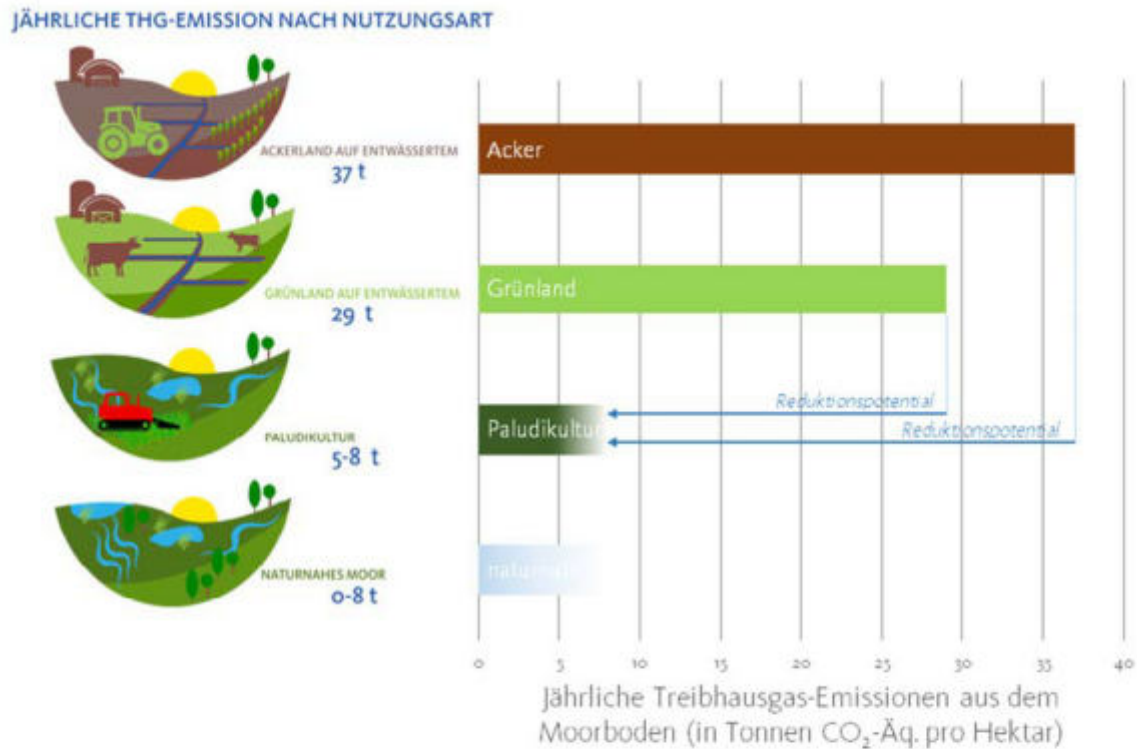 JÄHRLICHE THG-EMISSION NACH NUTZUNGSART
ACKERLAND AUF ENTWÄSSERTEM
37 t
GRÜNLAND AUF ENTWÄSSERTEM
29 t
PALUDIKULTUR
5-8 t
NATURNAHES MOOR
0-8 t
Acker
Grünland
Reduktionspotential
Paludikultur
Reduktionspotential
0 5 10 15 20 25 30 35 40
Jährliche Treibhausgas-Emissionen aus dem
Moorboden (in Tonnen CO₂-Äq. pro Hektar)